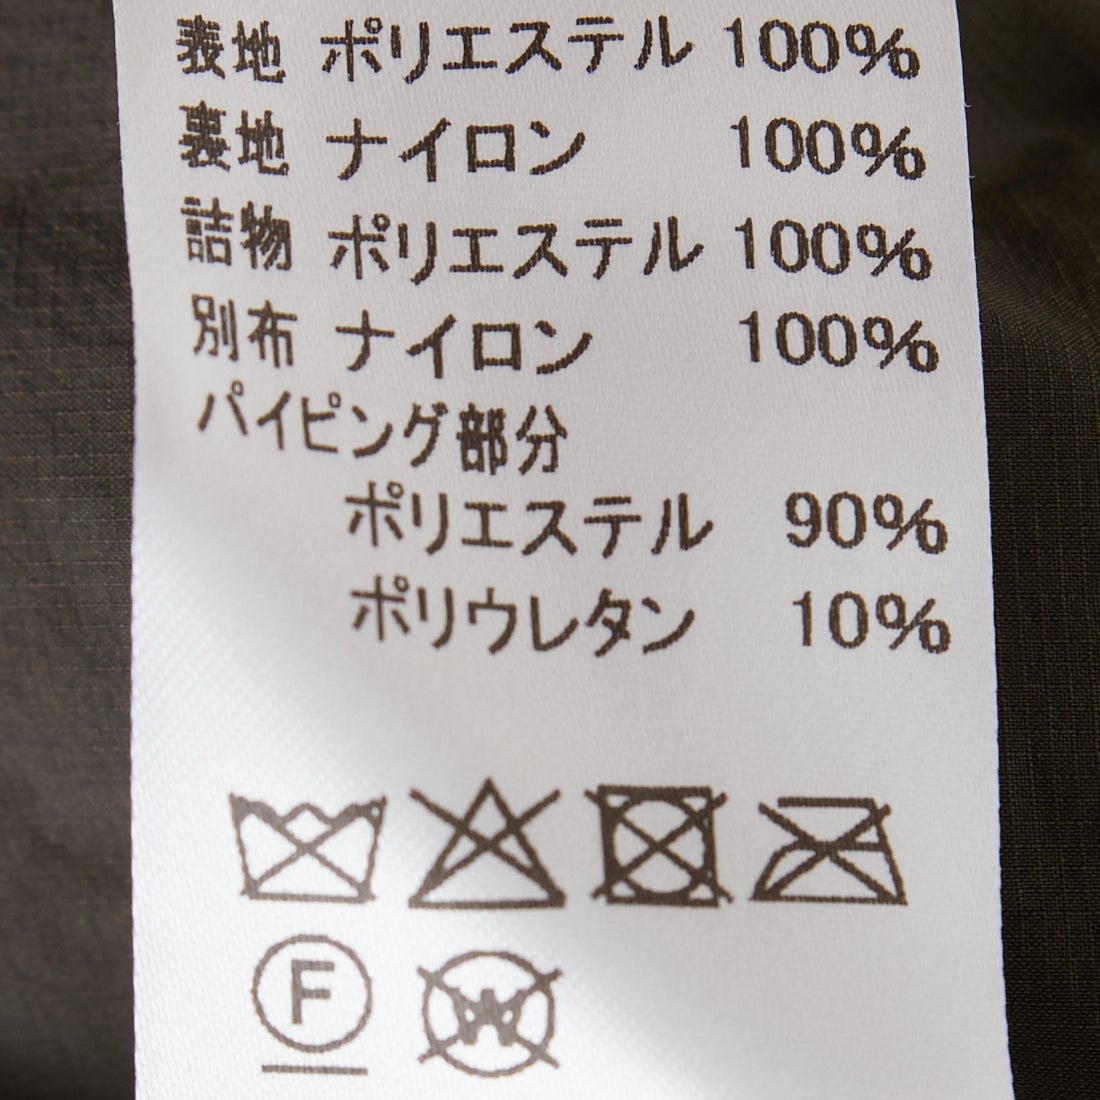 表地 ポリエステル 100%
裏地 ナイロン 100%
詰物 ポリエステル 100%
別布 ナイロン 100%
パイピング部分
ポリエステル 90%
ポリウレタン 10%
F W